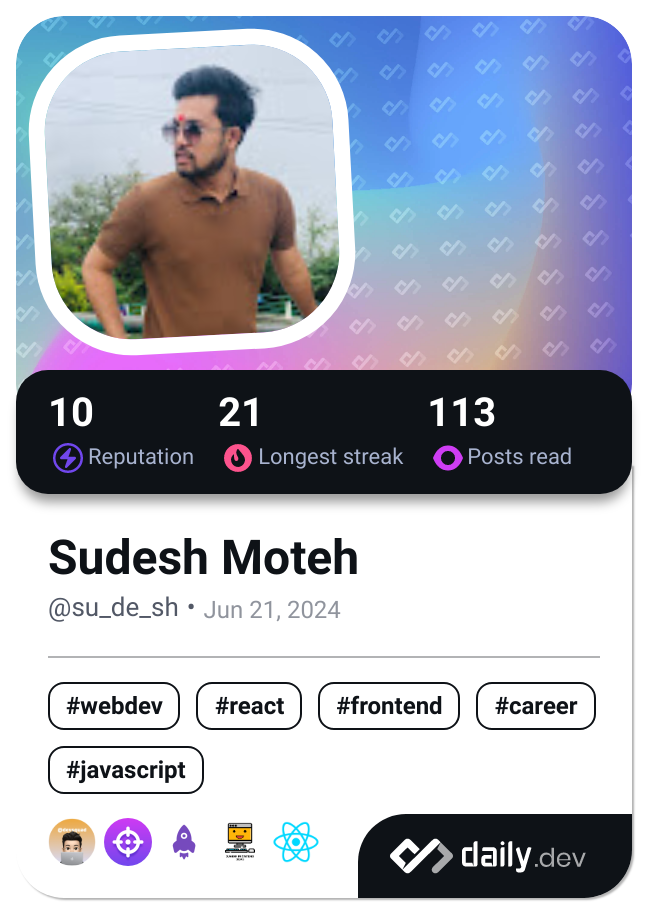 10 21 113
Reputation Longest streak Posts read
Sudesh Moteh
@su_de_sh • Jun 21, 2024
#webdev #react #frontend #career
#javascript
daily.dev